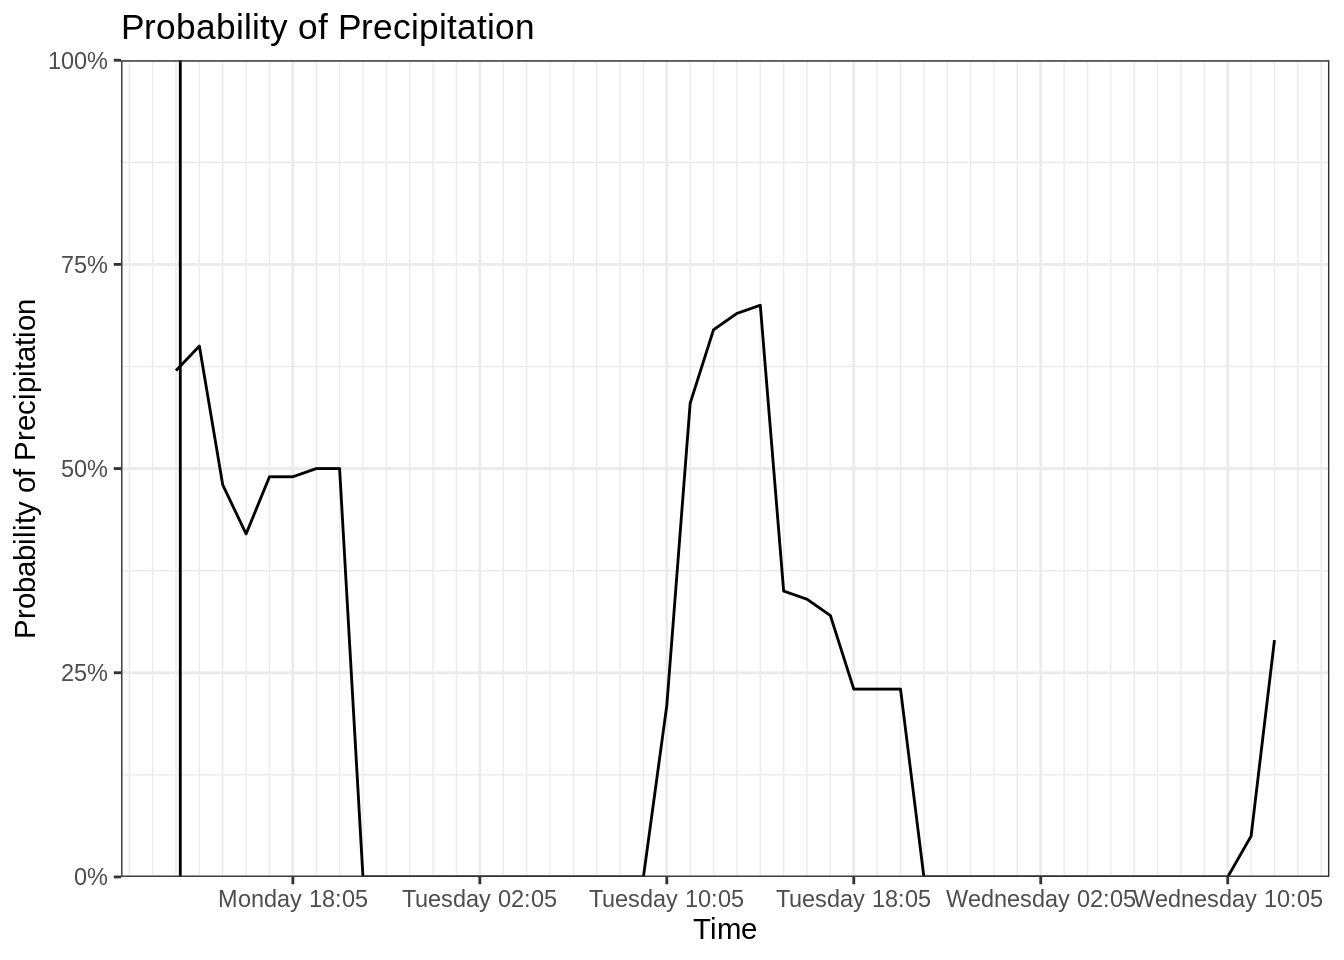 Probability of Precipitation
100%
75%
50%
25%
0%
Probability of Precipitation
Monday 18:05 Tuesday 02:05 Tuesday 10:05 Tuesday 18:05 Wednesday 02:05 Wednesday 10:05
Time